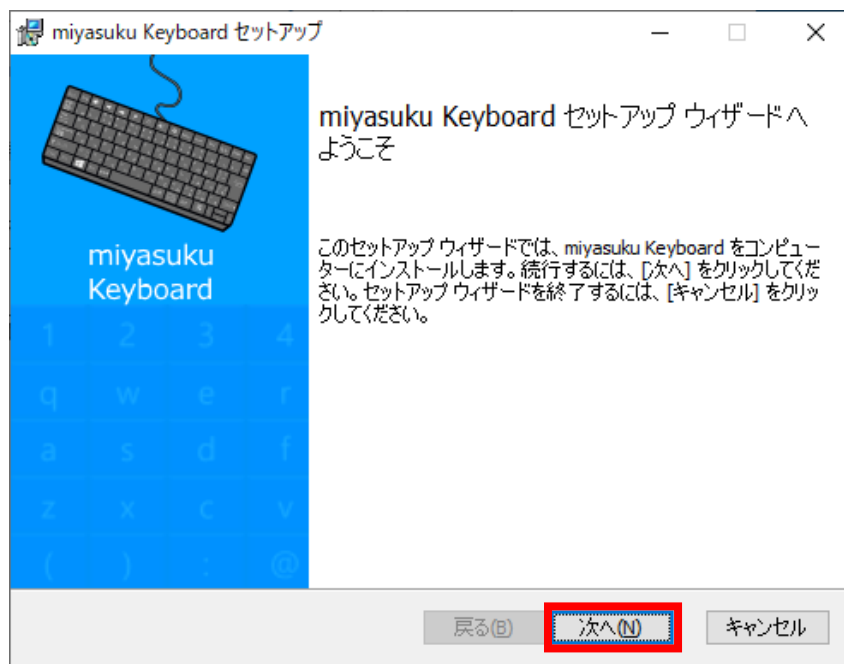 miyasuku Keyboard セットアップ
miyasuku Keyboard セットアップ ウィザードへ
ようこそ
miyasuku
Keyboard
このセットアップ ウィザードでは、miyasuku Keyboard をコンピュー
ターにインストールします。続行するには、[次へ] をクリックしてくだ
さい。セットアップ ウィザードを終了するには、[キャンセル] をクリッ
クしてください。
1 2 3 4
q w e r
a s d f
z x c v
( ) : @
戻る(B) 次へ(N) キャンセル